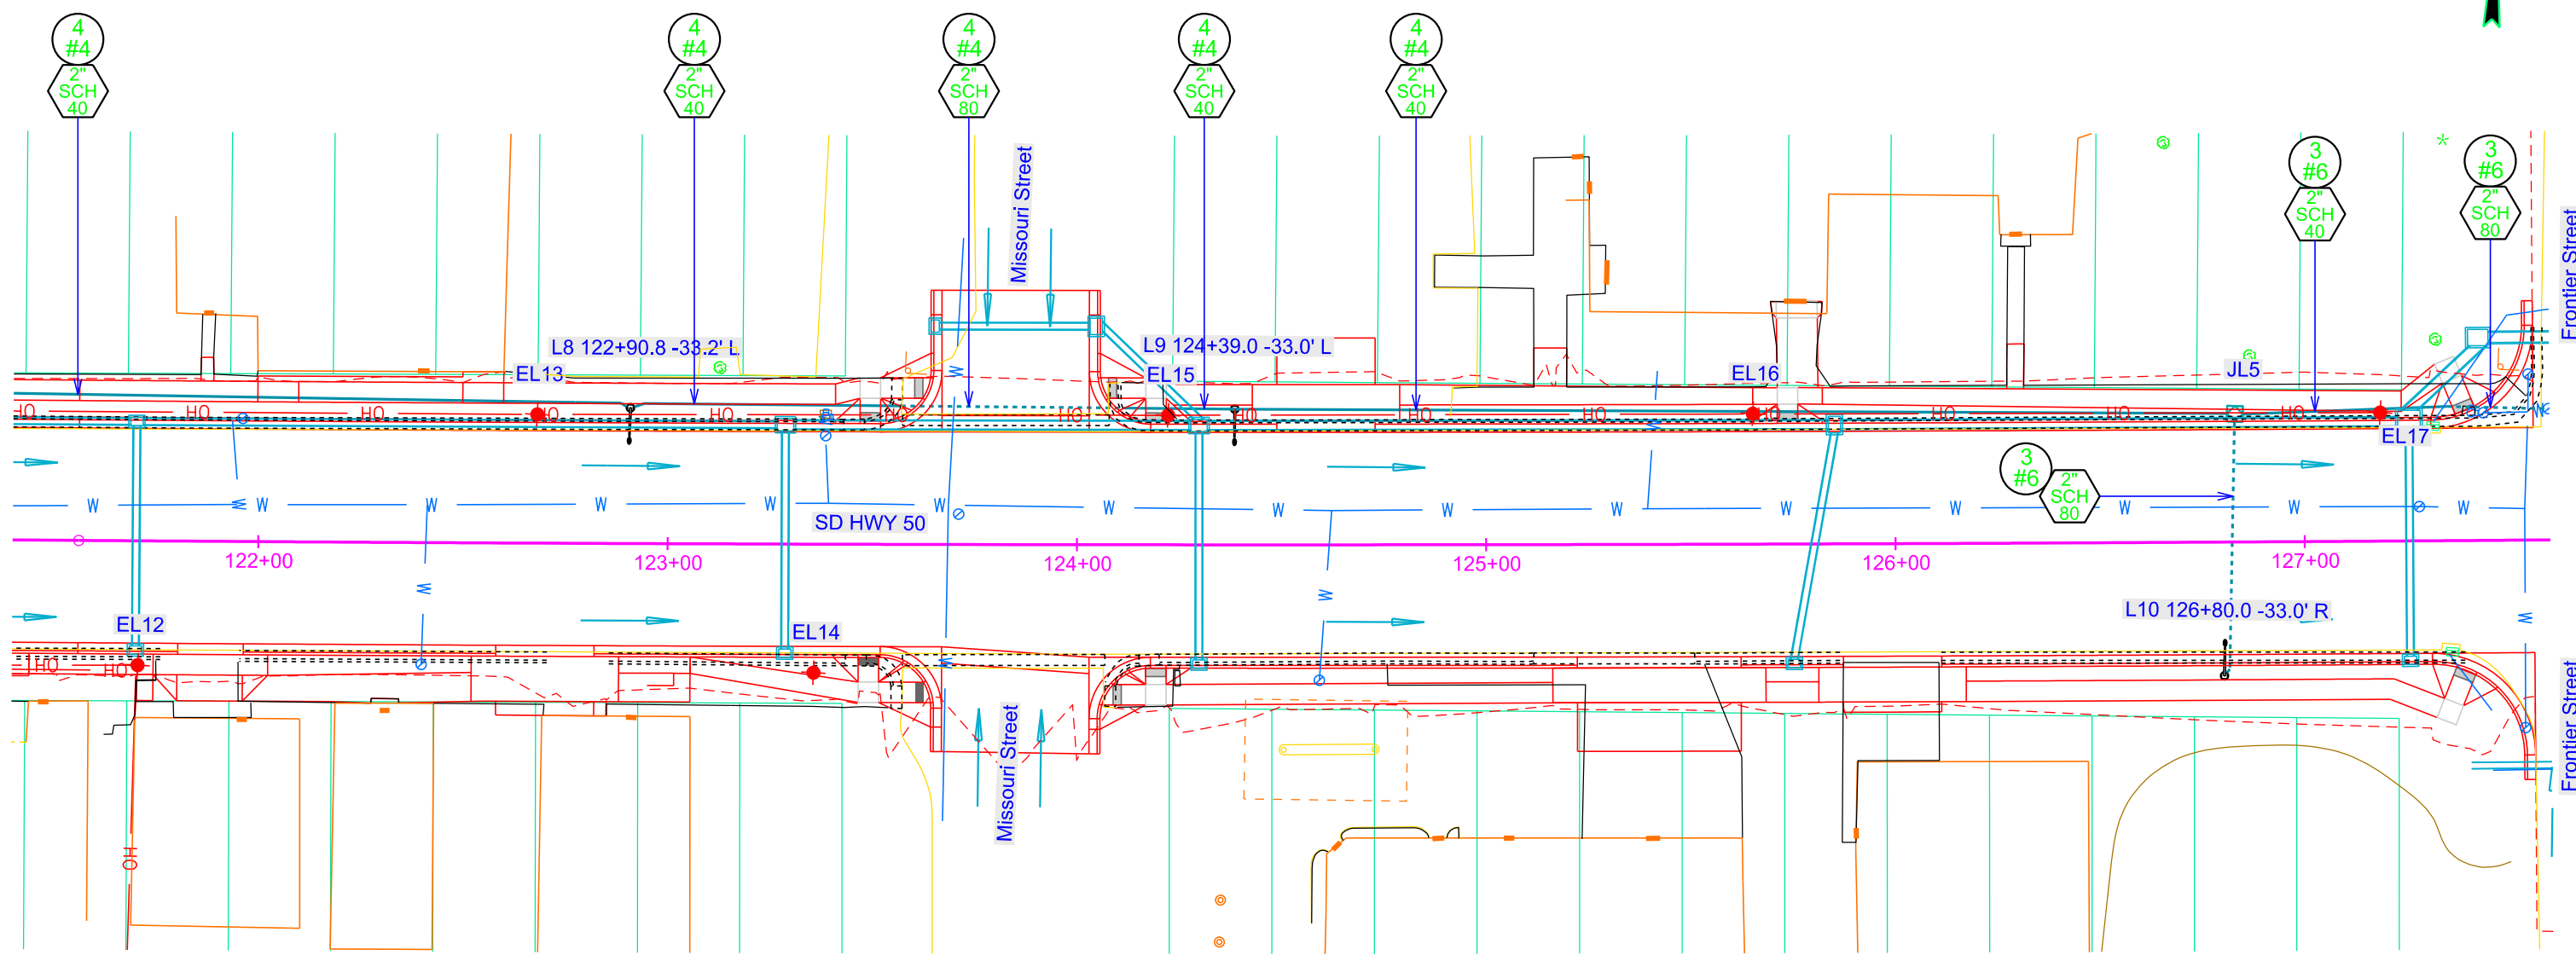 4
#4
2"
SCH
40
4
#4
2"
SCH
40
4
#4
2"
SCH
80
4
#4
2"
SCH
40
4
#4
2"
SCH
40
3
#6
2"
SCH
40
3
#6
2"
SCH
80
Missouri Street
Frontier Street
L8 122+90.8 -33.2' L
L9 124+39.0 -33.0' L
EL13
EL15
EL16
JL5
HO HO HO HO HO HO HO HO HO HO HO HO HO
EL17
3
#6
2"
SCH
80
W W W W W W W W W W W W W W W
SD HWY 50
122+00
123+00
124+00
125+00
126+00
127+00
EL12
EL14
L10 126+80.0 -33.0' R
HO HO
Missouri Street
Frontier Street
HO